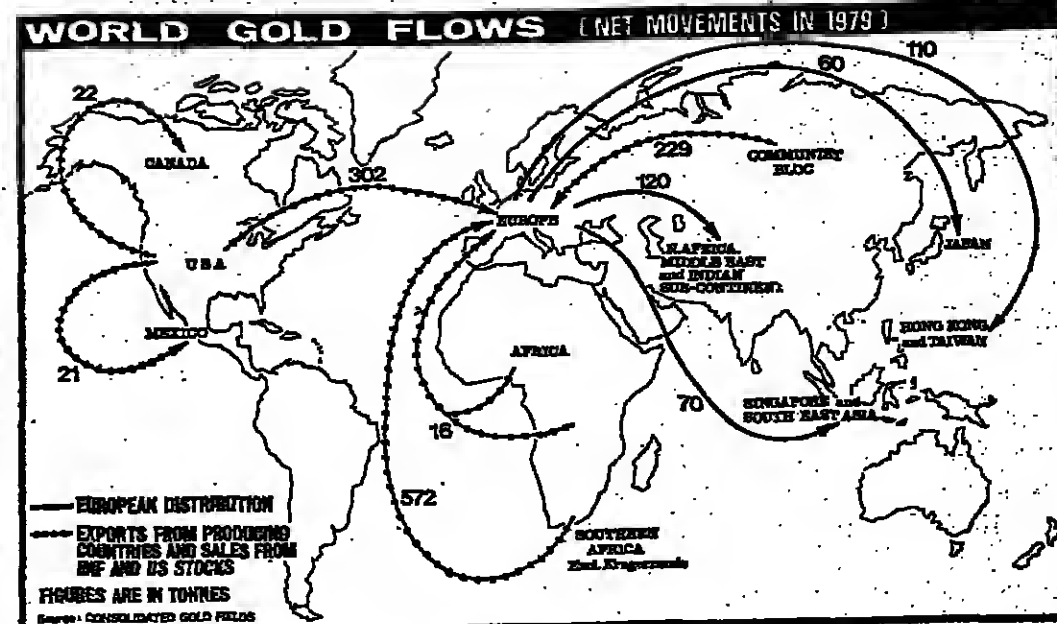 WORLD GOLD FLOWS (NET MOVEMENTS IN 1979)
110
60
22
CANADA
302
229
COMMUNIST
BLOC
120
EUROPE
USA
N. AFRICA
MIDDLE EAST
and INDIAN
SUB-CONTINENT
JAPAN
MEXICO
HONG KONG
and TAIWAN
AFRICA
21
70
SINGAPORE and
SOUTH EAST ASIA
16
572
EUROPEAN DISTRIBUTION
EXPORTS FROM PRODUCING
COUNTRIES AND SALES FROM
IMF AND US STOCKS
SOUTHERN
AFRICA
Krugerrands
FIGURES ARE IN TONNES
Source: CONSOLIDATED GOLD FIELDS